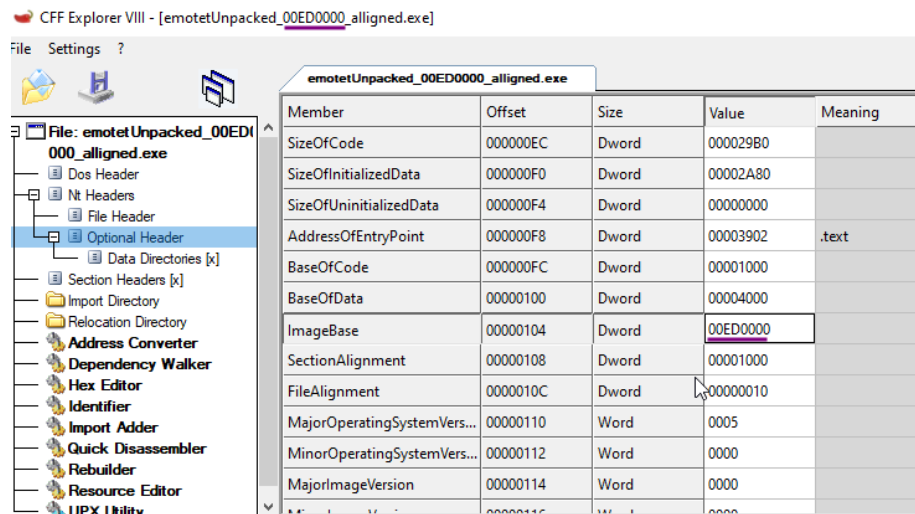 CFF Explorer VIII - [emotetUnpacked_00ED0000_alligned.exe]
File Settings ?
emotetUnpacked_00ED0000_alligned.exe
File: emotetUnpacked_00ED(
000_alligned.exe
Dos Header
Nt Headers
File Header
Optional Header
Data Directories [x]
Section Headers [x]
Import Directory
Relocation Directory
Address Converter
Dependency Walker
Hex Editor
Identifier
Import Adder
Quick Disassembler
Rebuilder
Resource Editor
UPX Utility
Member Offset Size Value Meaning
SizeOfCode 000000EC Dword 000029B0
SizeOfInitializedData 000000F0 Dword 00002A80
SizeOfUninitializedData 000000F4 Dword 00000000
AddressOfEntryPoint 000000F8 Dword 00003902 .text
BaseOfCode 000000FC Dword 00001000
BaseOfData 00000100 Dword 00004000
ImageBase 00000104 Dword 00ED0000
SectionAlignment 00000108 Dword 00001000
FileAlignment 0000010C Dword 00000010
MajorOperatingSystemVers... 00000110 Word 0005
MinorOperatingSystemVers... 00000112 Word 0000
MajorImageVersion 00000114 Word 0000